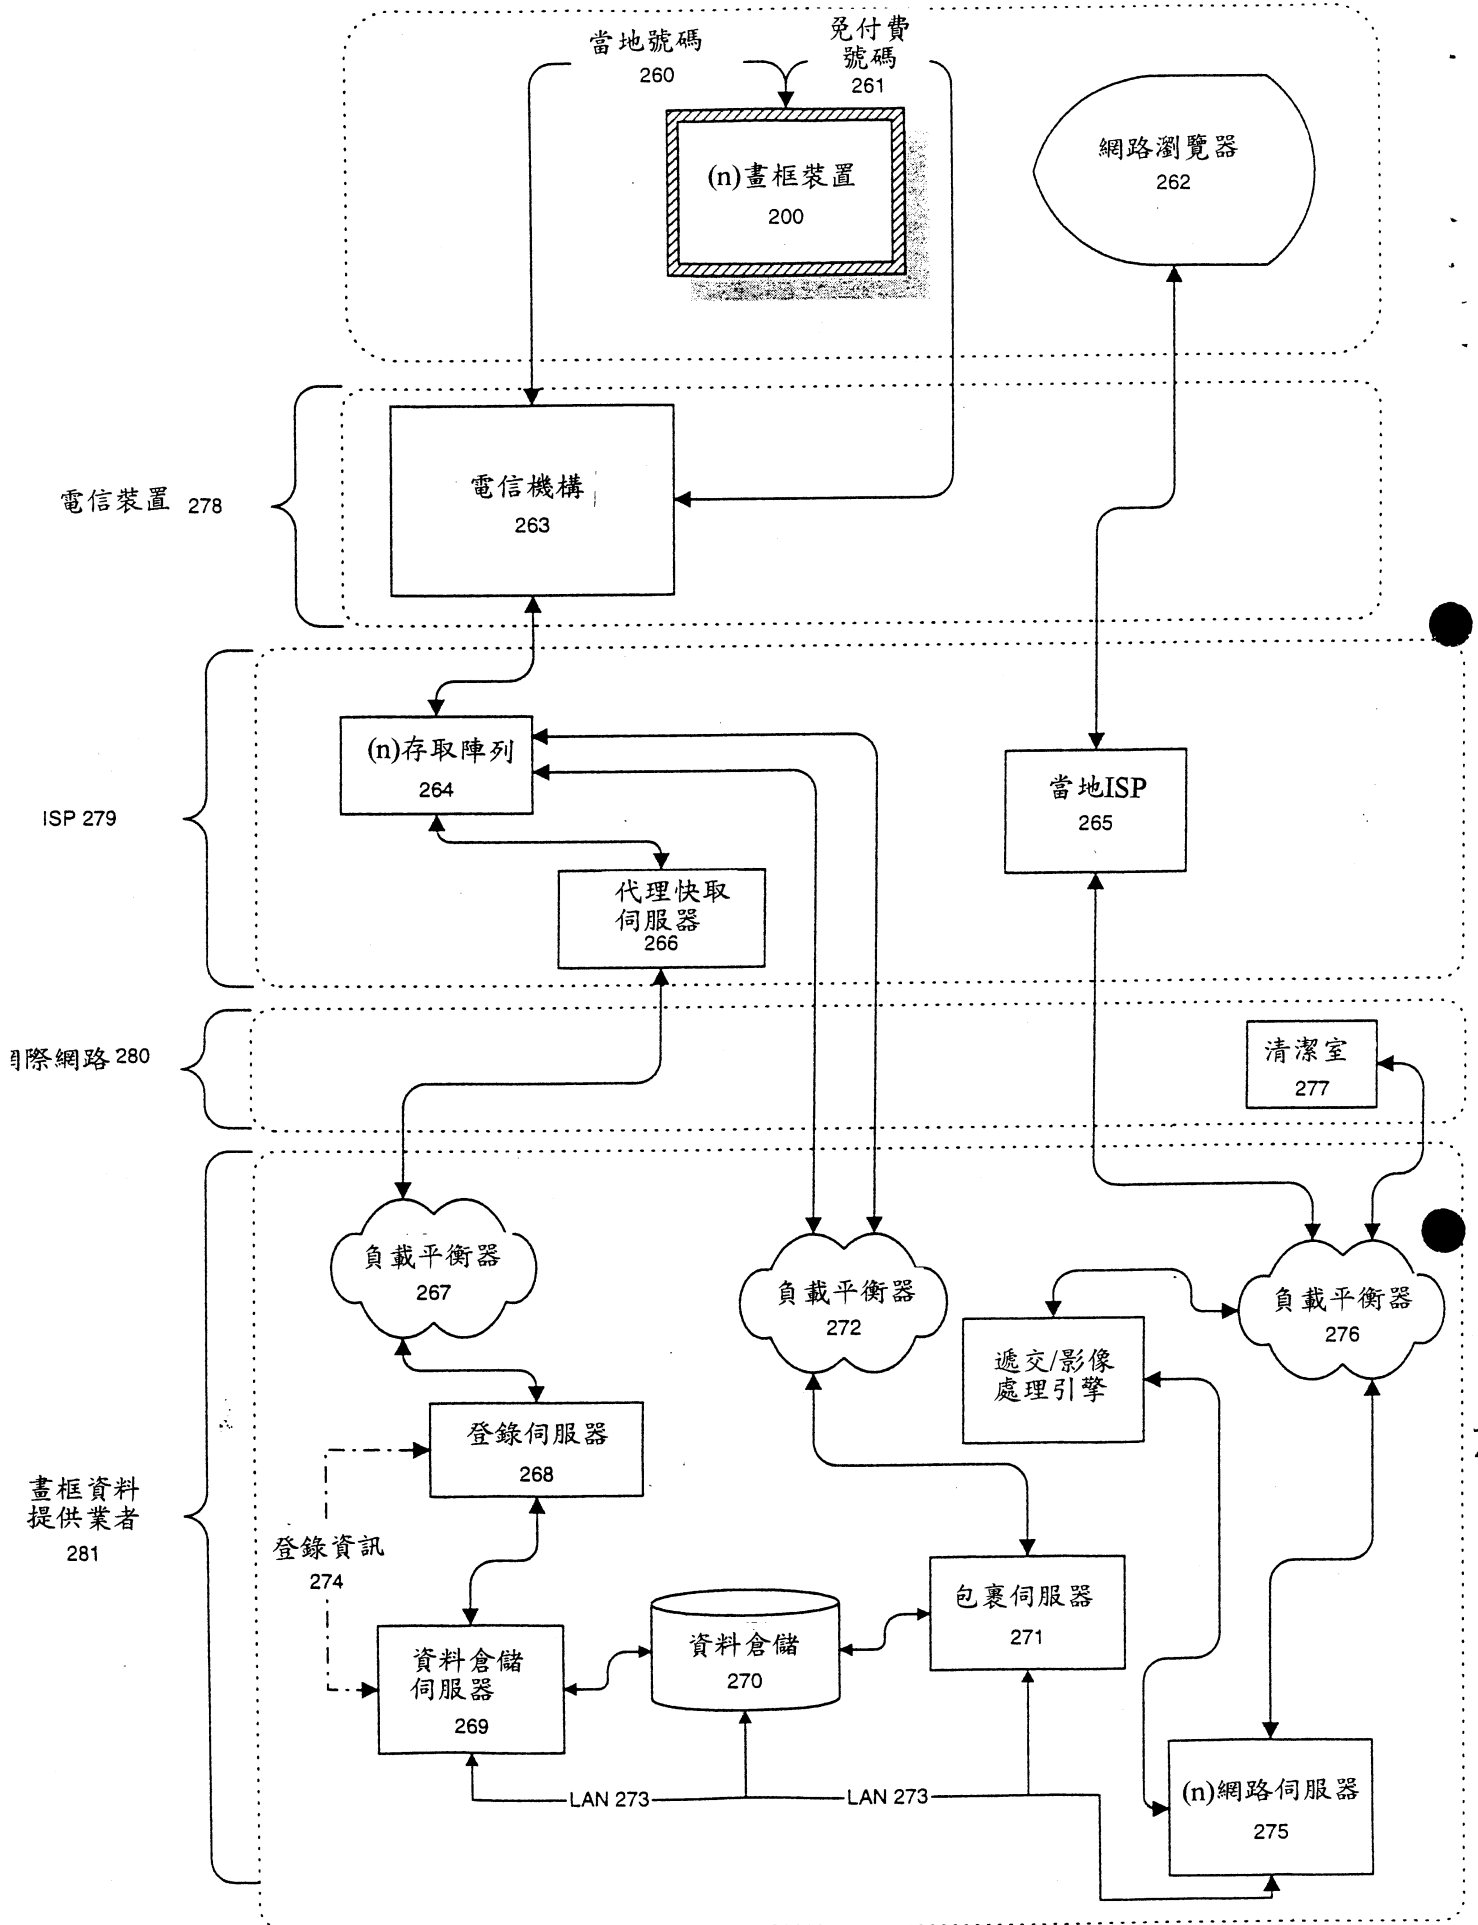 當地號碼
260
免付費
號碼
261
(n)畫框裝置
200
網路瀏覽器
262
電信裝置 278
電信機構
263
ISP 279
(n)存取陣列
264
當地ISP
265
代理快取
伺服器
266
際網路 280
清潔室
277
負載平衡器
267
負載平衡器
272
負載平衡器
276
遞交/影像
處理引擎
登錄伺服器
268
畫框資料
提供業者
281
登錄資訊
274
包裹伺服器
271
資料倉儲
伺服器
269
資料倉儲
270
LAN 273
LAN 273
(n)網路伺服器
275